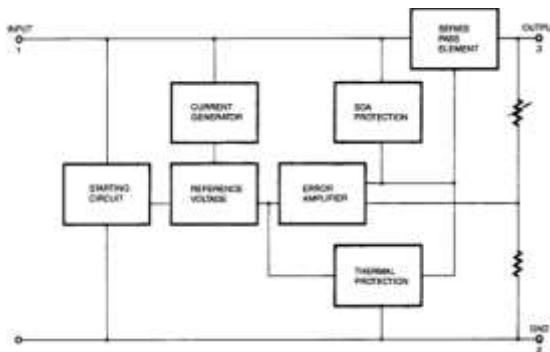 INPUT
1
SERIES
PASS
ELEMENT
OUTPUT
3
CURRENT
GENERATOR
SOA
PROTECTION
STARTING
CIRCUIT
REFERENCE
VOLTAGE
ERROR
AMPLIFIER
THERMAL
PROTECTION
GND
2